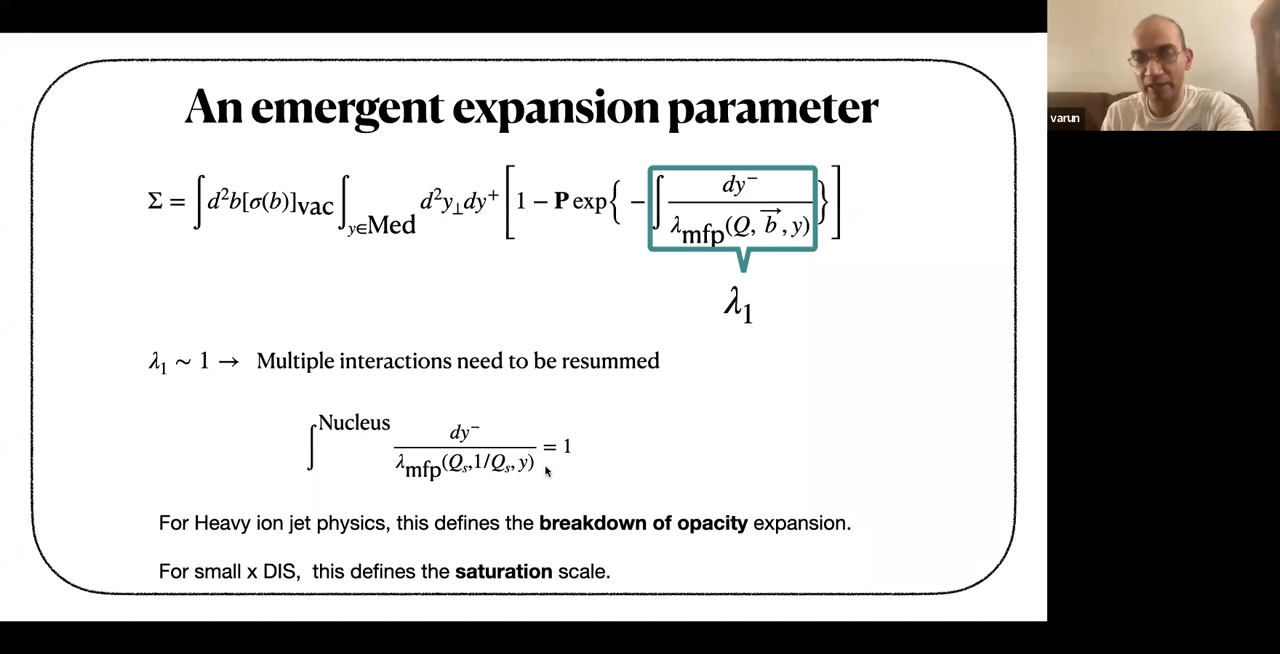 An emergent expansion parameter
Σ = ∫ d²b[σ(b)]vac ∫y∈Med d²y⊥dy⁺ [1 − P exp{ − ∫ dy⁻ / λmfp(Q, b⃗, y) }]
λ₁
λ₁ ∼ 1 → Multiple interactions need to be resummed
∫Nucleus dy⁻ / λmfp(Qs,1/Qs, y) = 1
For Heavy ion jet physics, this defines the breakdown of opacity expansion.
For small x DIS, this defines the saturation scale.
varun